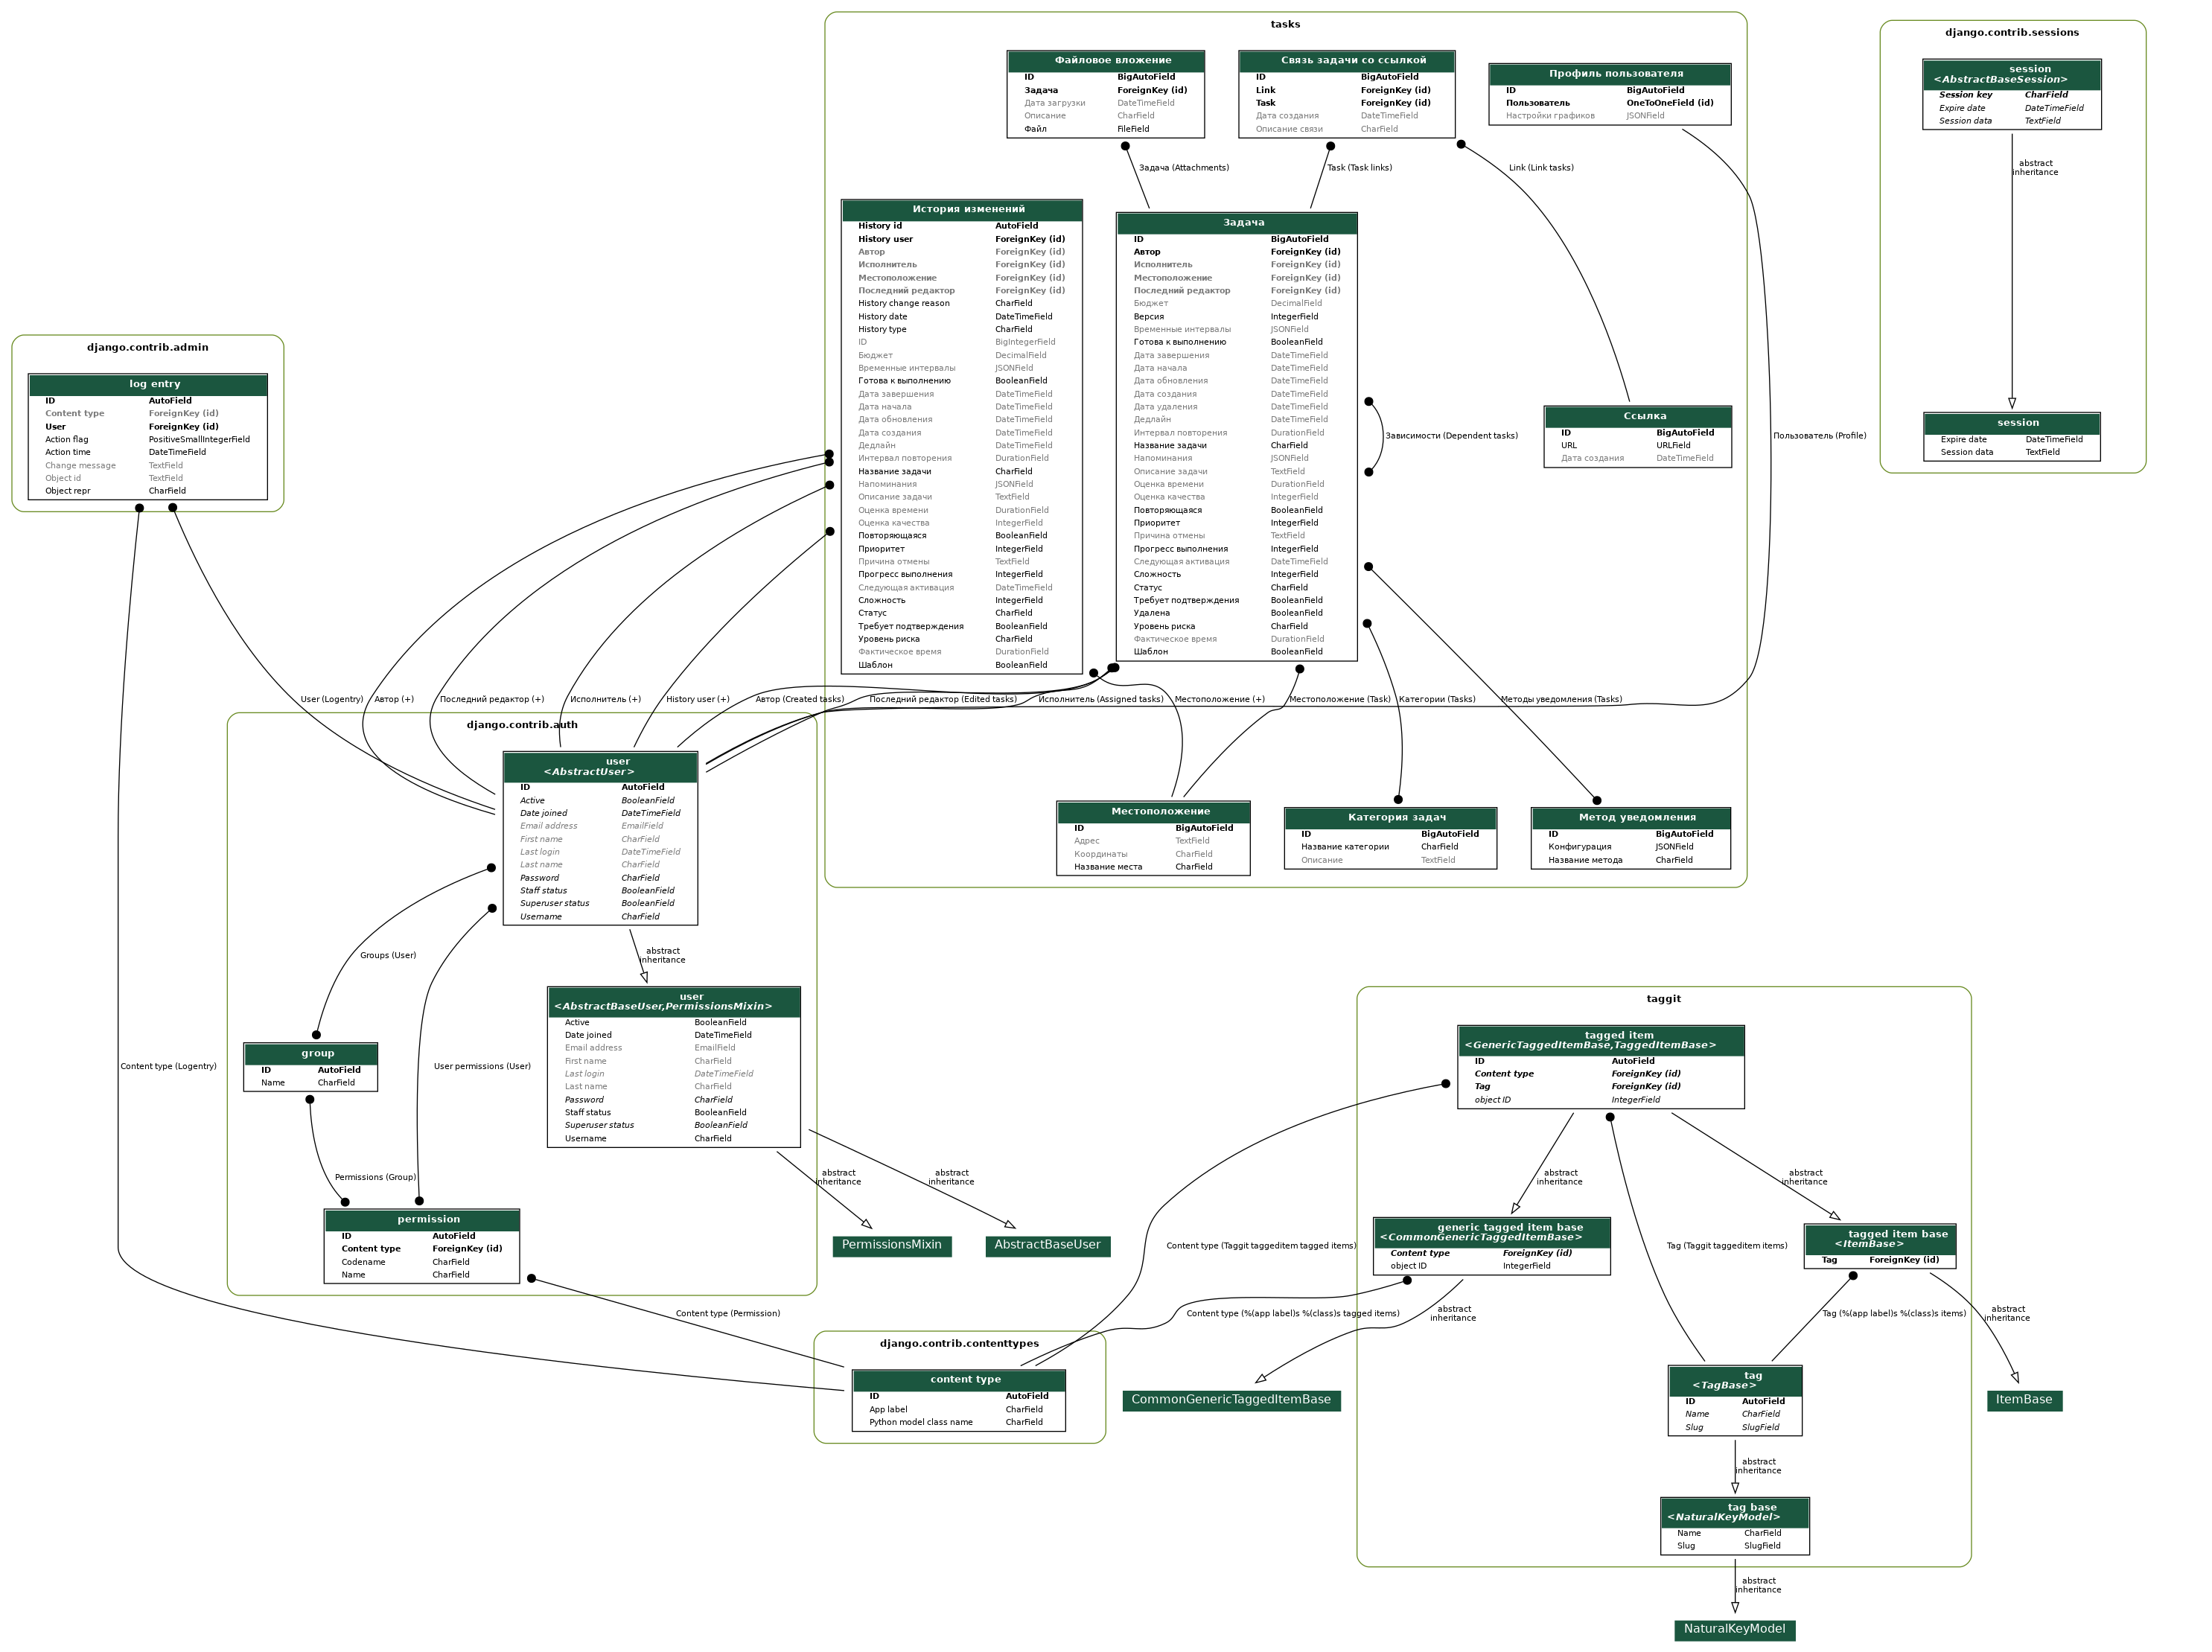 tasks
Файловое вложение
ID BigAutoField
Задача ForeignKey (id)
Дата загрузки DateTimeField
Описание CharField
Файл FileField
Связь задачи со ссылкой
ID BigAutoField
Link ForeignKey (id)
Task ForeignKey (id)
Дата создания DateTimeField
Описание связи CharField
Профиль пользователя
ID BigAutoField
Пользователь OneToOneField (id)
Настройки графиков JSONField
django.contrib.sessions
session
<AbstractBaseSession>
Session key CharField
Expire date DateTimeField
Session data TextField
abstract
inheritance
session
Expire date DateTimeField
Session data TextField
Задача (Attachments)
Task (Task links)
Link (Link tasks)
История изменений
History id AutoField
History user ForeignKey (id)
Автор ForeignKey (id)
Исполнитель ForeignKey (id)
Местоположение ForeignKey (id)
Последний редактор ForeignKey (id)
History change reason CharField
History date DateTimeField
History type CharField
ID BigIntegerField
Бюджет DecimalField
Временные интервалы JSONField
Готова к выполнению BooleanField
Дата завершения DateTimeField
Дата начала DateTimeField
Дата обновления DateTimeField
Дата создания DateTimeField
Дедлайн DateTimeField
Интервал повторения DurationField
Название задачи CharField
Напоминания JSONField
Описание задачи TextField
Оценка времени DurationField
Оценка качества IntegerField
Повторяющаяся BooleanField
Приоритет IntegerField
Причина отмены TextField
Прогресс выполнения IntegerField
Следующая активация DateTimeField
Сложность IntegerField
Статус CharField
Требует подтверждения BooleanField
Уровень риска CharField
Фактическое время DurationField
Шаблон BooleanField
Задача
ID BigAutoField
Автор ForeignKey (id)
Исполнитель ForeignKey (id)
Местоположение ForeignKey (id)
Последний редактор ForeignKey (id)
Бюджет DecimalField
Версия IntegerField
Временные интервалы JSONField
Готова к выполнению BooleanField
Дата завершения DateTimeField
Дата начала DateTimeField
Дата обновления DateTimeField
Дата создания DateTimeField
Дата удаления DateTimeField
Дедлайн DateTimeField
Интервал повторения DurationField
Название задачи CharField
Напоминания JSONField
Описание задачи TextField
Оценка времени DurationField
Оценка качества IntegerField
Повторяющаяся BooleanField
Приоритет IntegerField
Причина отмены TextField
Прогресс выполнения IntegerField
Следующая активация DateTimeField
Сложность IntegerField
Статус CharField
Требует подтверждения BooleanField
Удалена BooleanField
Уровень риска CharField
Фактическое время DurationField
Шаблон BooleanField
Зависимости (Dependent tasks)
Ссылка
ID BigAutoField
URL URLField
Дата создания DateTimeField
Пользователь (Profile)
django.contrib.admin
log entry
ID AutoField
Content type ForeignKey (id)
User ForeignKey (id)
Action flag PositiveSmallIntegerField
Action time DateTimeField
Change message TextField
Object id TextField
Object repr CharField
User (Logentry)
Автор (+)
Последний редактор (+)
Исполнитель (+)
History user (+)
Автор (Created tasks)
Последний редактор (Edited tasks)
Исполнитель (Assigned tasks)
Местоположение (+)
Местоположение (Task)
Категории (Tasks)
Методы уведомления (Tasks)
django.contrib.auth
user
<AbstractUser>
ID AutoField
Active BooleanField
Date joined DateTimeField
Email address EmailField
First name CharField
Last login DateTimeField
Last name CharField
Password CharField
Staff status BooleanField
Superuser status BooleanField
Username CharField
Местоположение
ID BigAutoField
Адрес TextField
Координаты CharField
Название места CharField
Категория задач
ID BigAutoField
Название категории CharField
Описание TextField
Метод уведомления
ID BigAutoField
Конфигурация JSONField
Название метода CharField
Groups (User)
abstract
inheritance
user
<AbstractBaseUser,PermissionsMixin>
Active BooleanField
Date joined DateTimeField
Email address EmailField
First name CharField
Last login DateTimeField
Last name CharField
Password CharField
Staff status BooleanField
Superuser status BooleanField
Username CharField
group
ID AutoField
Name CharField
Content type (Logentry)
User permissions (User)
Permissions (Group)
abstract
inheritance
abstract
inheritance
permission
ID AutoField
Content type ForeignKey (id)
Codename CharField
Name CharField
PermissionsMixin
AbstractBaseUser
Content type (Permission)
django.contrib.contenttypes
content type
ID AutoField
App label CharField
Python model class name CharField
taggit
tagged item
<GenericTaggedItemBase,TaggedItemBase>
ID AutoField
Content type ForeignKey (id)
Tag ForeignKey (id)
object ID IntegerField
abstract
inheritance
abstract
inheritance
Content type (Taggit taggeditem tagged items)
generic tagged item base
<CommonGenericTaggedItemBase>
Content type ForeignKey (id)
object ID IntegerField
Tag (Taggit taggeditem items)
tagged item base
<ItemBase>
Tag ForeignKey (id)
Content type (%(app label)s %(class)s tagged items)
abstract
inheritance
Tag (%(app label)s %(class)s items)
abstract
inheritance
CommonGenericTaggedItemBase
tag
<TagBase>
ID AutoField
Name CharField
Slug SlugField
ItemBase
abstract
inheritance
tag base
<NaturalKeyModel>
Name CharField
Slug SlugField
abstract
inheritance
NaturalKeyModel